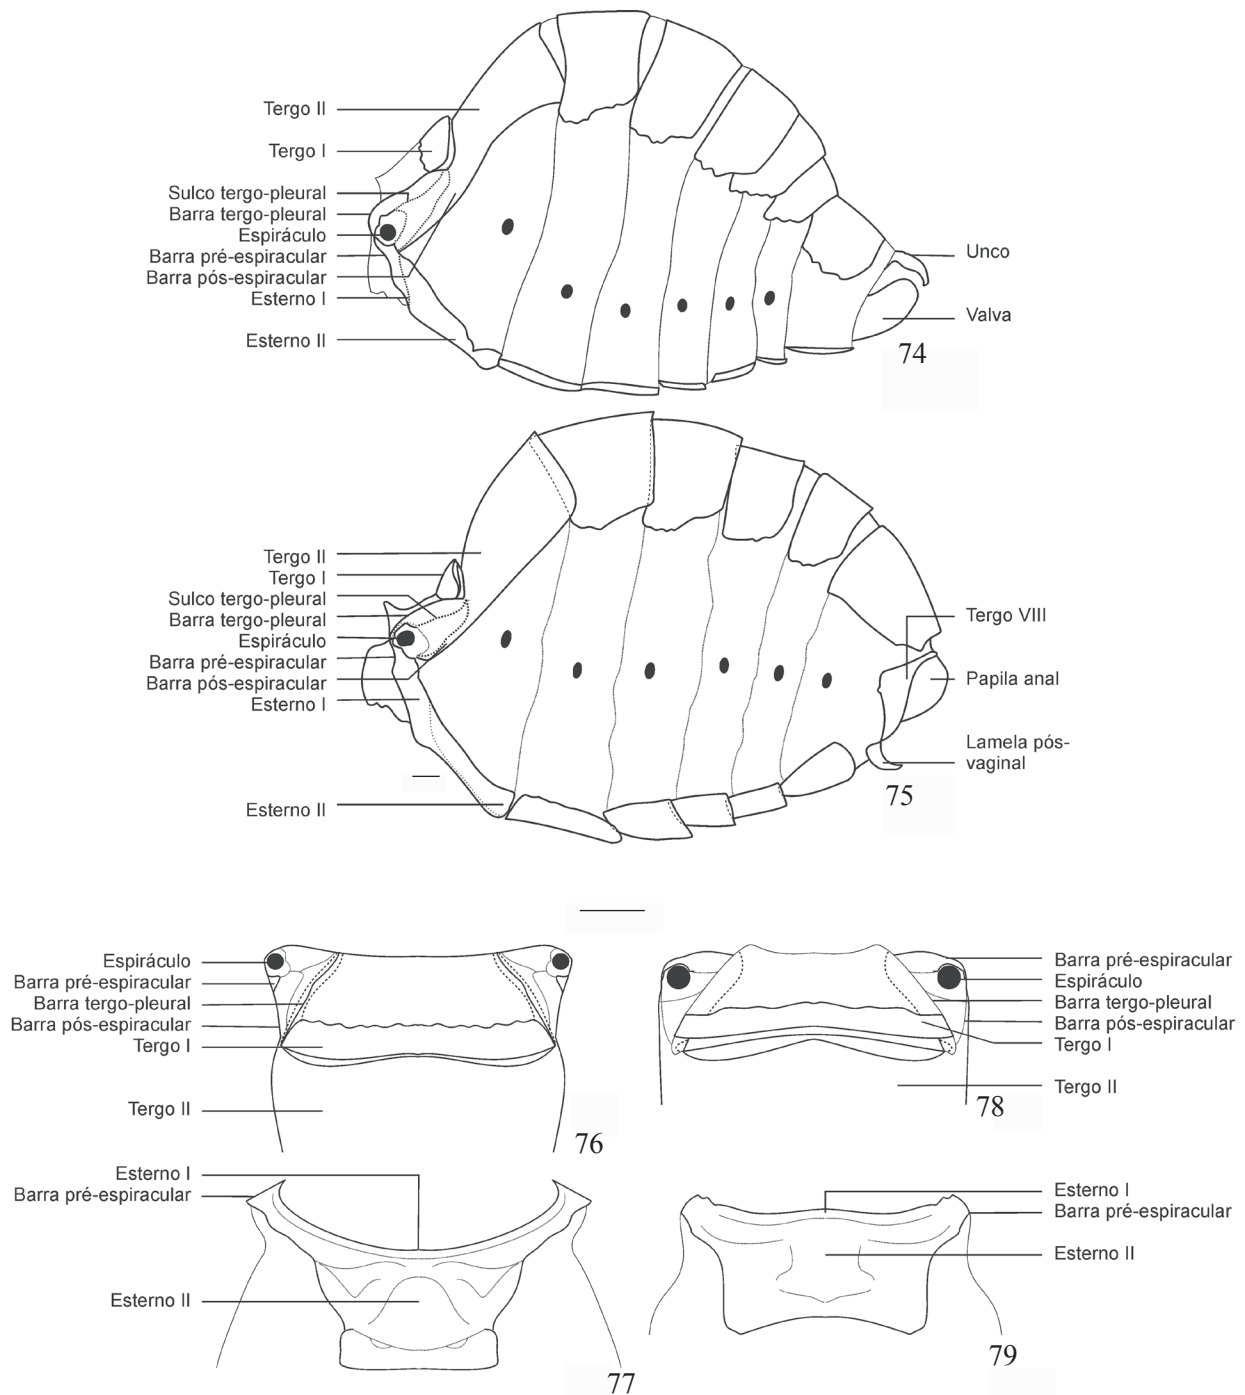 Tergo II
Tergo I
Sulco tergo-pleural
Barra tergo-pleural
Espiráculo
Barra pré-espiracular
Barra pós-espiracular
Esterno I
Esterno II
Unco
Valva
74
Tergo II
Tergo I
Sulco tergo-pleural
Barra tergo-pleural
Espiráculo
Barra pré-espiracular
Barra pós-espiracular
Esterno I
Esterno II
Tergo VIII
Papila anal
Lamela pós-
vaginal
75
Espiráculo
Barra pré-espiracular
Barra tergo-pleural
Barra pós-espiracular
Tergo I
Tergo II
76
Barra pré-espiracular
Espiráculo
Barra tergo-pleural
Barra pós-espiracular
Tergo I
Tergo II
78
Esterno I
Barra pré-espiracular
Esterno II
77
Esterno I
Barra pré-espiracular
Esterno II
79